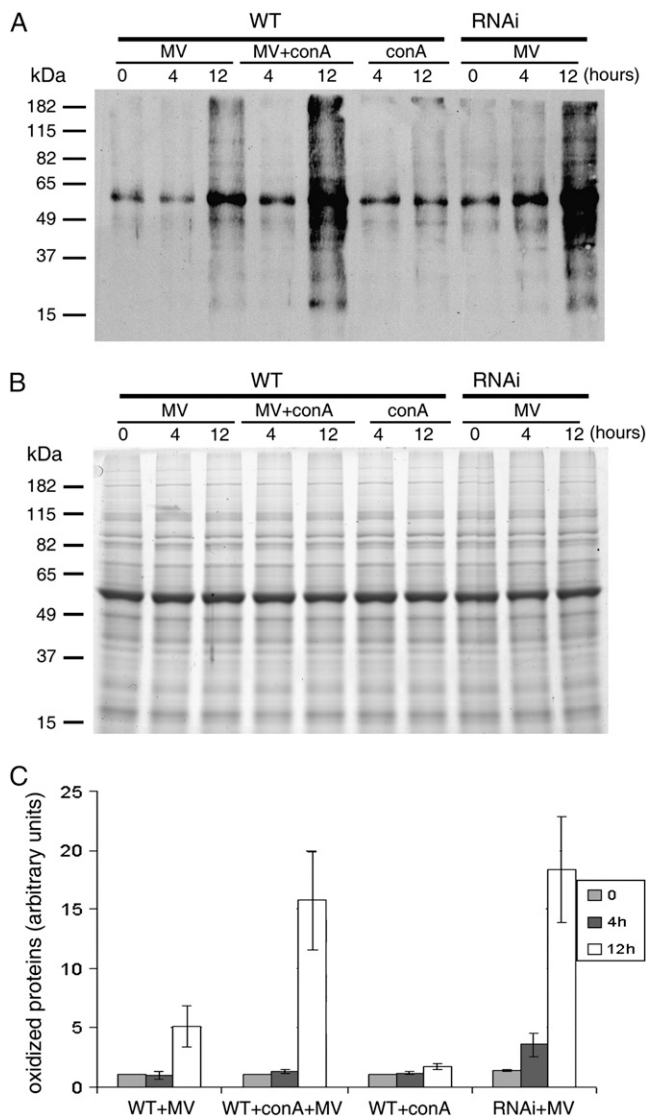 A
WT RNAi
MV MV+conA conA MV
kDa 0 4 12 4 12 4 12 0 4 12 (hours)
182
115
82
65
49
37
15
B
WT RNAi
MV MV+conA conA MV
0 4 12 4 12 4 12 0 4 12 (hours)
kDa
182
115
82
65
49
37
15
C
oxidized proteins (arbitrary units)
25
20
15
10
5
0
0
4h
12h
WT+MV WT+conA+MV WT+conA RNAi+MV